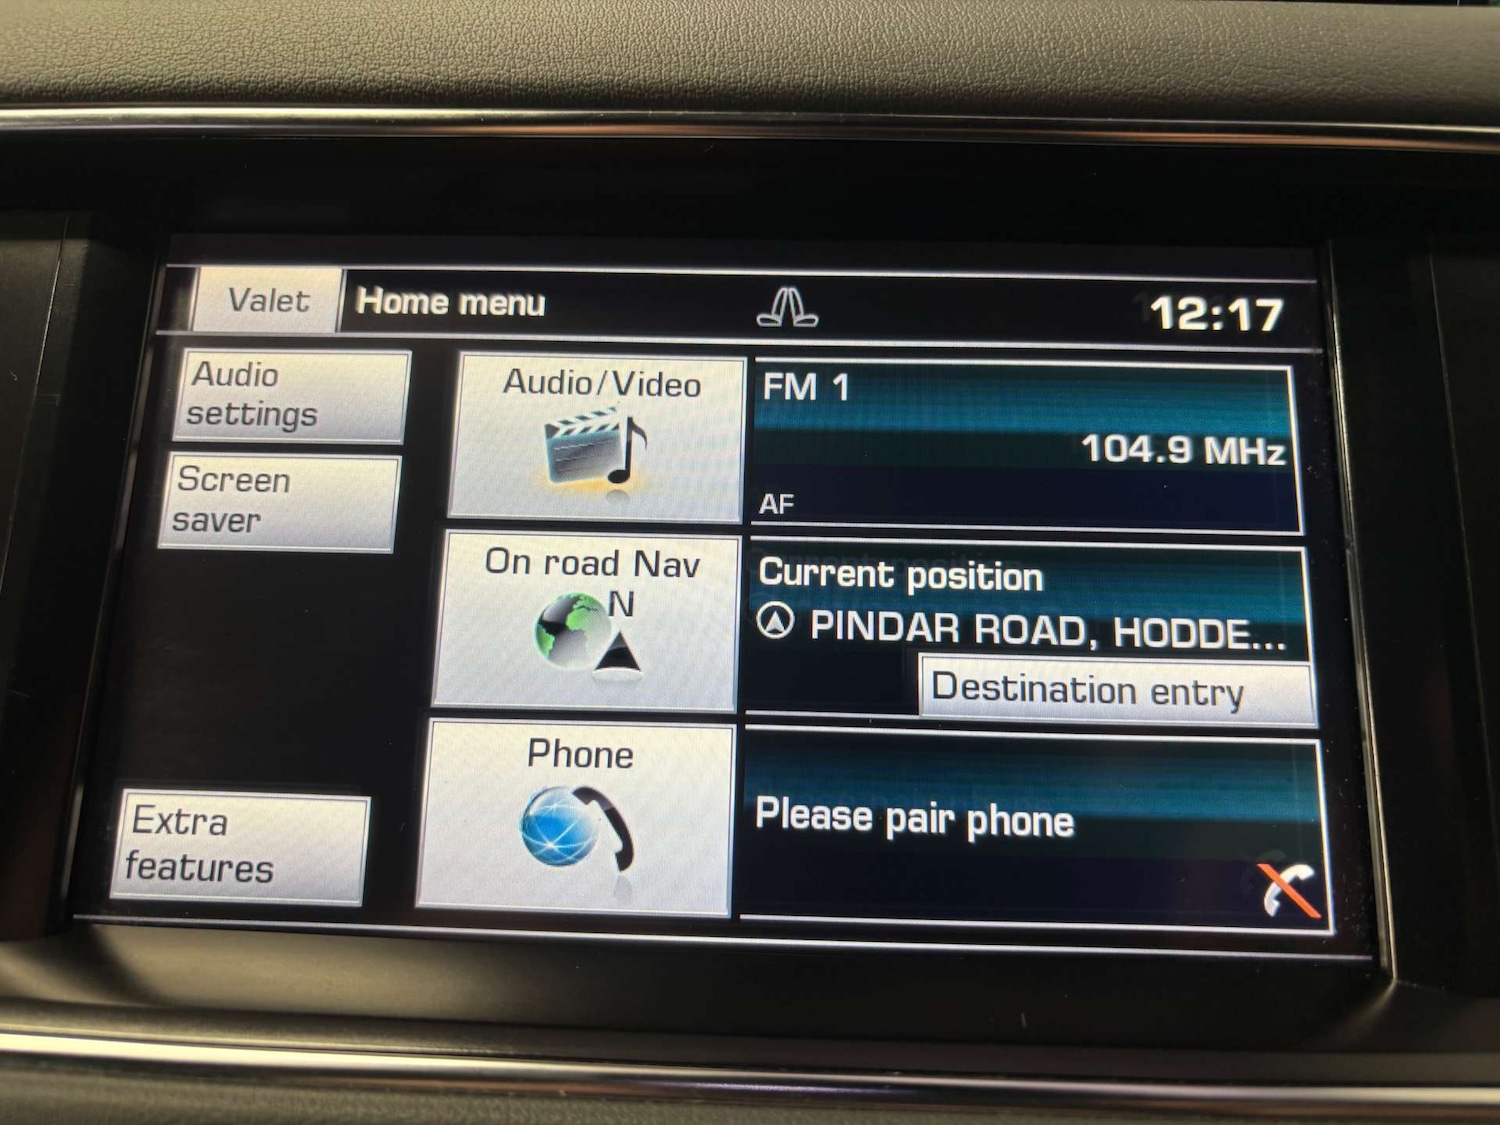 Valet
Home menu
12:17
Audio
settings
Screen
saver
Extra
features
Audio/Video
FM 1
104.9 MHz
AF
On road Nav
N
Current position
PINDAR ROAD, HODDE...
Destination entry
Phone
Please pair phone